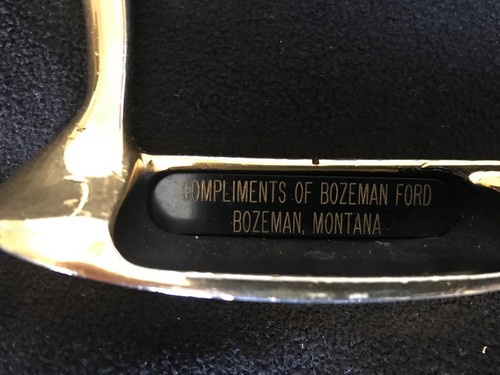 COMPLIMENTS OF BOZEMAN FORD
BOZEMAN, MONTANA